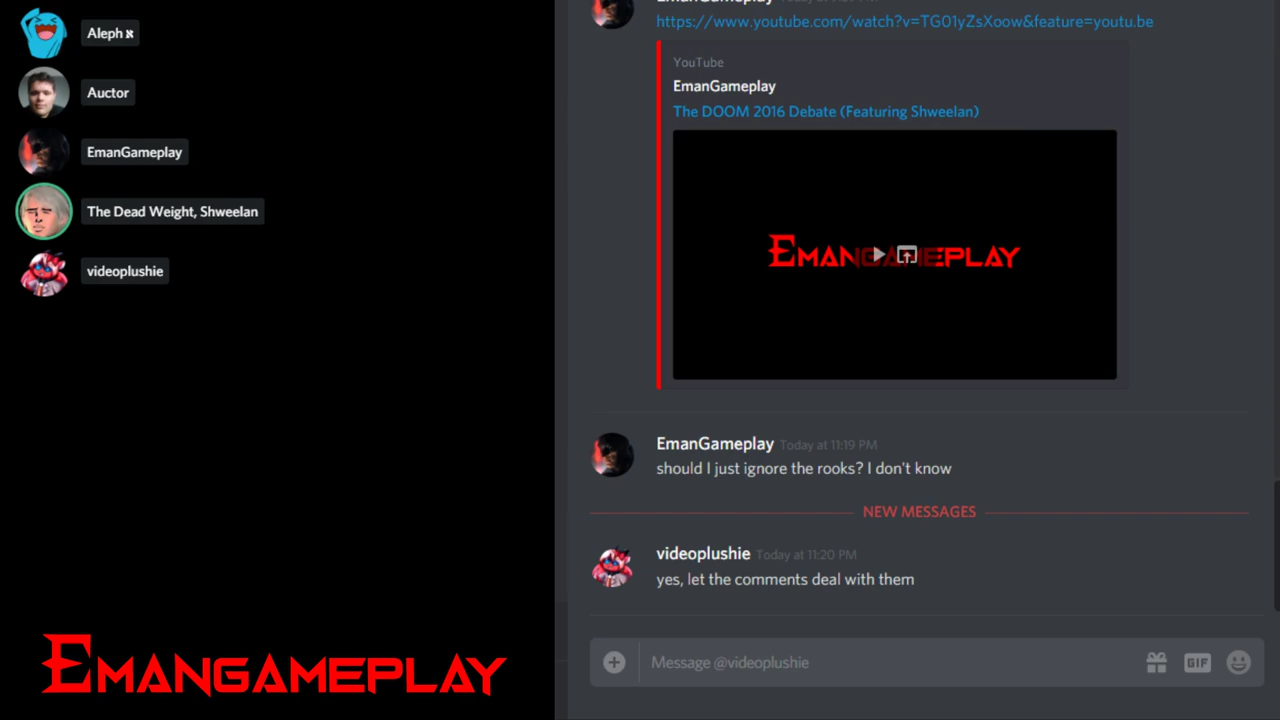 Aleph א
Auctor
EmanGameplay
The Dead Weight, Shweelan
videoplushie
EMANGAMEPLAY
https://www.youtube.com/watch?v=TG01yZsXoow&feature=youtu.be
YouTube
EmanGameplay
The DOOM 2016 Debate (Featuring Shweelan)
EMANGAMEPLAY
EmanGameplay Today at 11:19 PM
should I just ignore the rooks? I don't know
NEW MESSAGES
videoplushie Today at 11:20 PM
yes, let the comments deal with them
Message @videoplushie
GIF